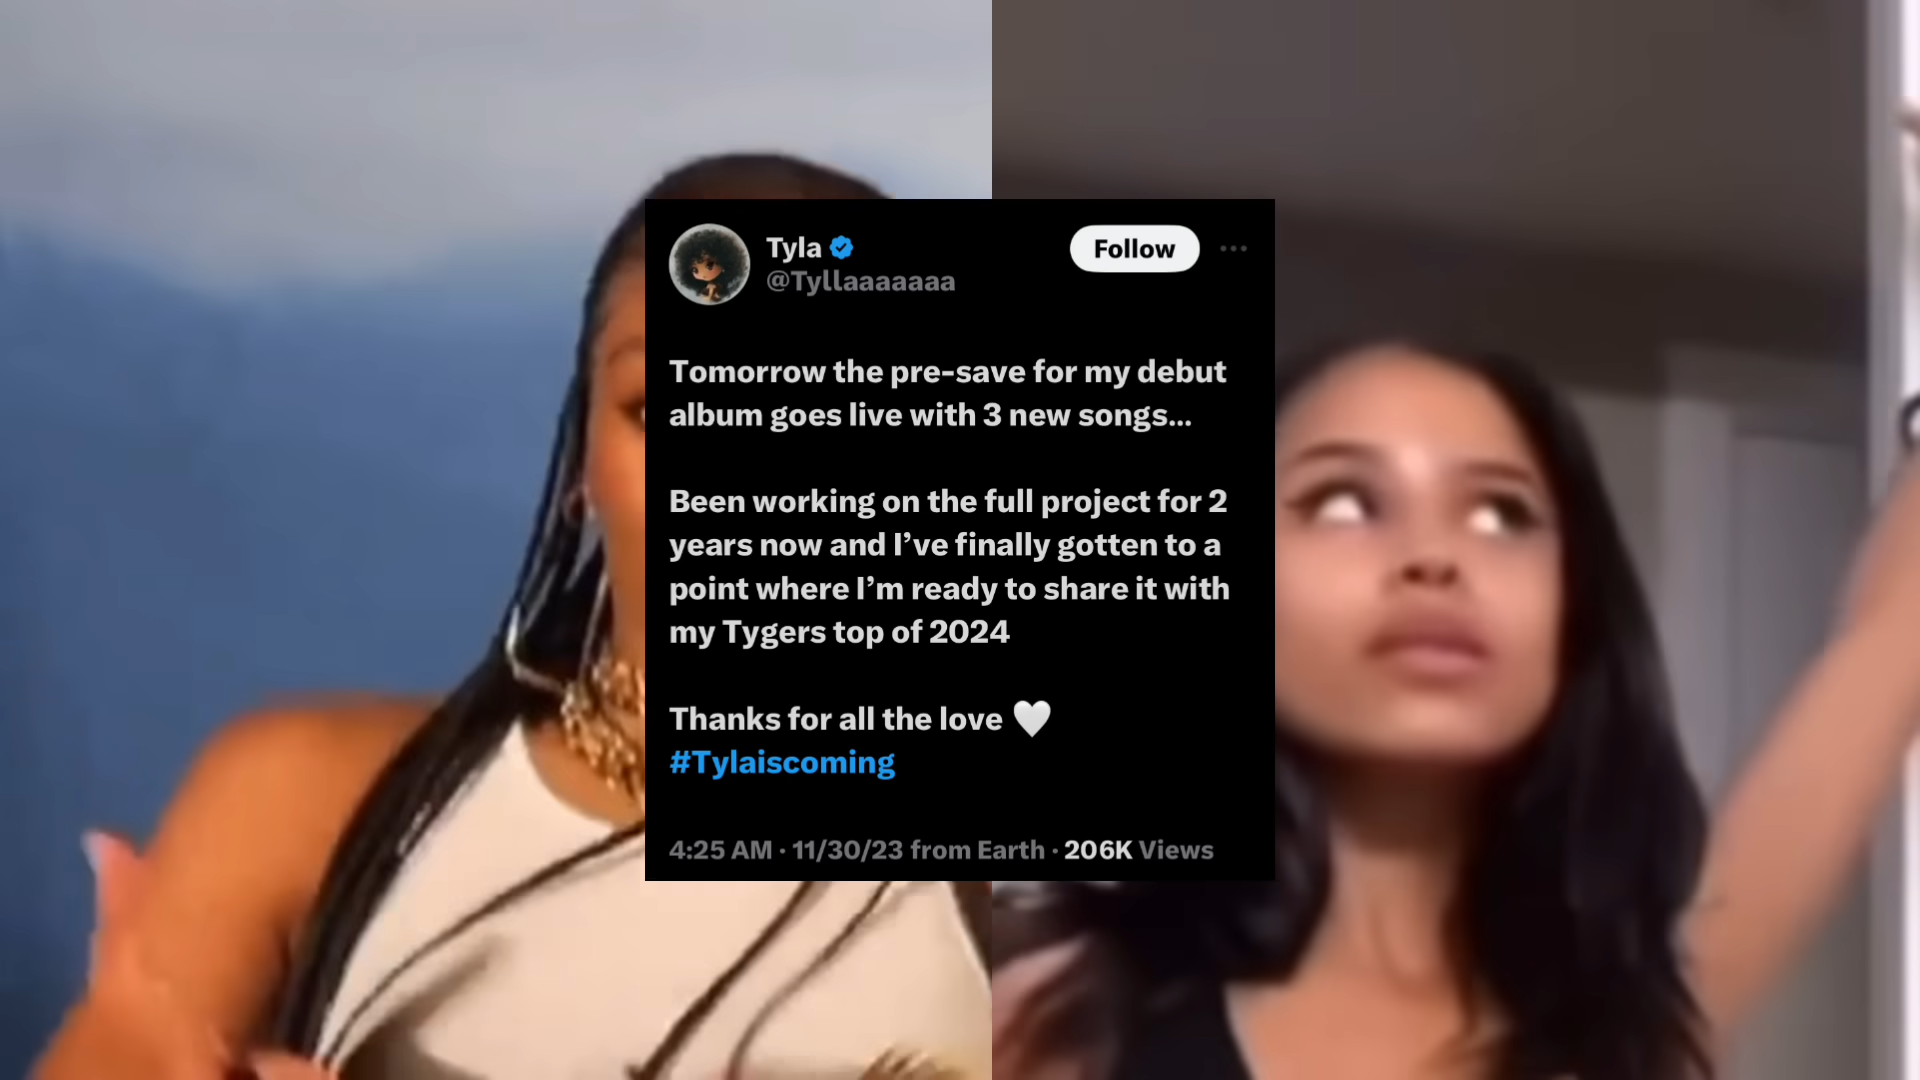 Tyla
@Tyllaaaaaaa
Follow
Tomorrow the pre-save for my debut
album goes live with 3 new songs...
Been working on the full project for 2
years now and I’ve finally gotten to a
point where I’m ready to share it with
my Tygers top of 2024
Thanks for all the love 🤍
#Tylaiscoming
4:25 AM · 11/30/23 from Earth · 206K Views